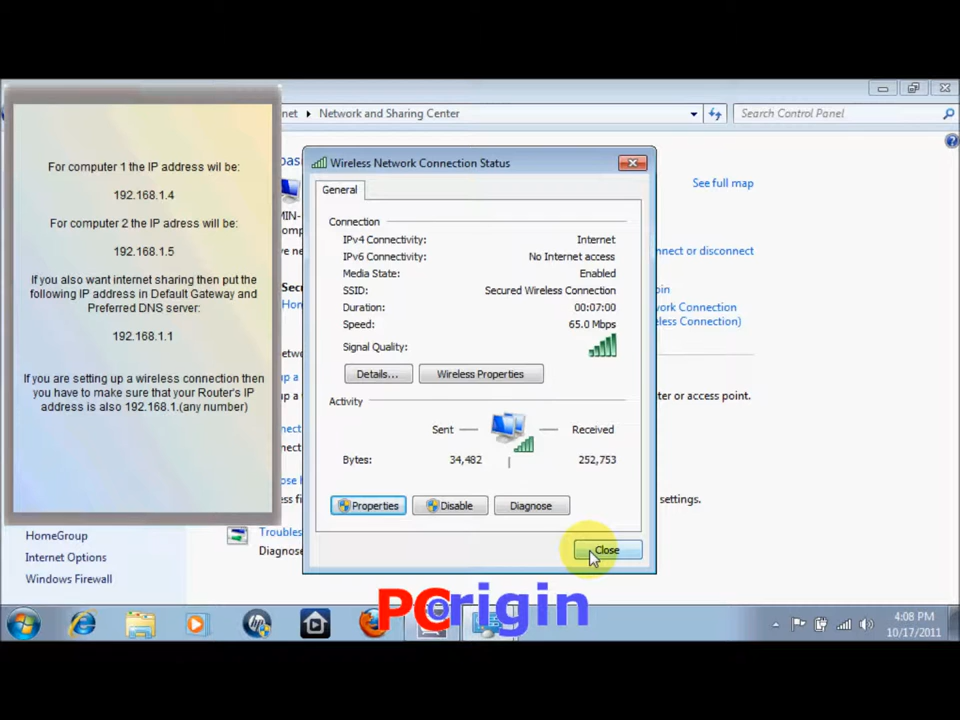 net ▸ Network and Sharing Center
Search Control Panel
For computer 1 the IP address wil be:
192.168.1.4
For computer 2 the IP adress will be:
192.168.1.5
If you also want internet sharing then put the
following IP address in Default Gateway and
Preferred DNS server:
192.168.1.1
If you are setting up a wireless connection then
you have to make sure that your Router's IP
address is also 192.168.1.(any number)
See full map
onnect or disconnect
work Connection
eless Connection)
ter or access point.
settings.
Wireless Network Connection Status
General
Connection
IPv4 Connectivity: Internet
IPv6 Connectivity: No Internet access
Media State: Enabled
SSID: Secured Wireless Connection
Duration: 00:07:00
Speed: 65.0 Mbps
Signal Quality:
Details... Wireless Properties
Activity
Sent Received
Bytes: 34,482 252,753
Properties Disable Diagnose
Close
HomeGroup
Internet Options
Windows Firewall
Troubles
Diagnose
PCorigin
4:08 PM
10/17/2011